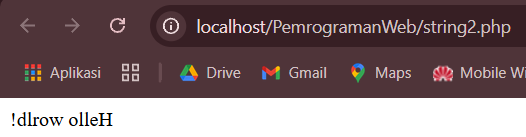 localhost/PemrogramanWeb/string2.php
Aplikasi Drive Gmail Maps Mobile Wi
!dlrow olleH